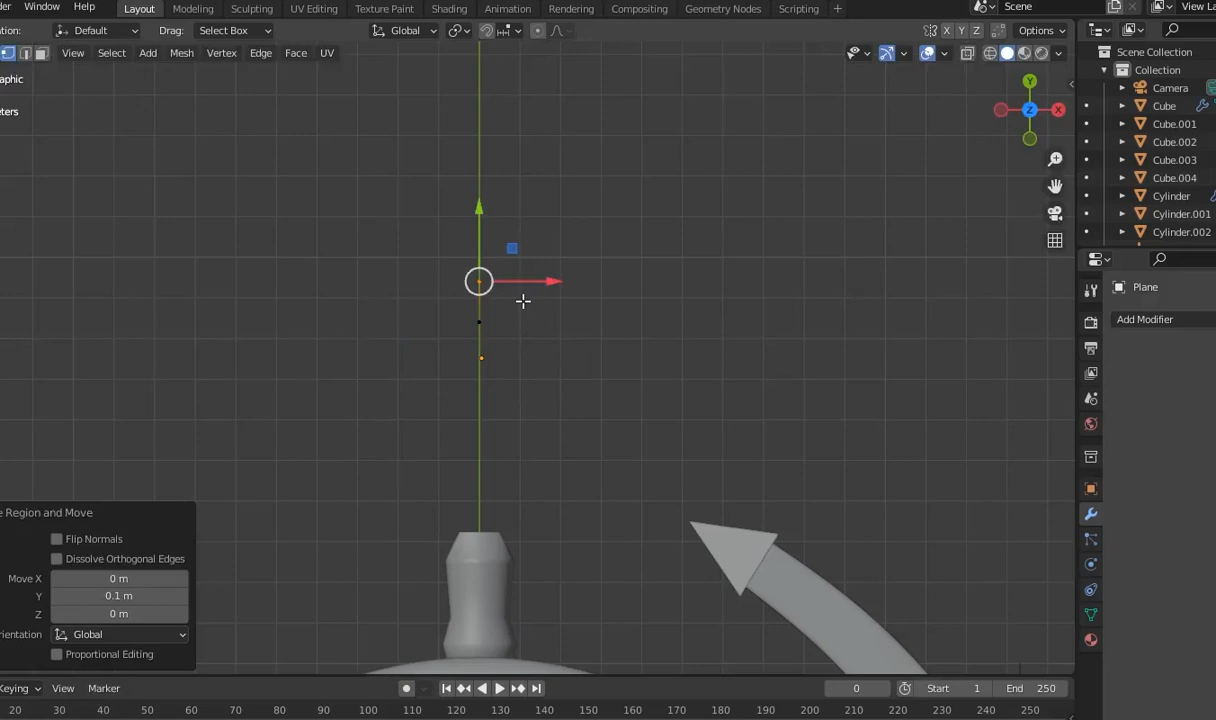 der Window Help Layout Modeling Sculpting UV Editing Texture Paint Shading Animation Rendering Compositing Geometry Nodes Scripting + Scene View La
ation: Default Drag: Select Box Global X Y Z Options
View Select Add Mesh Vertex Edge Face UV
Scene Collection
Collection
aphic
Camera
Cube
eters
Cube.001
Cube.002
Cube.003
Cube.004
Cylinder
Cylinder.001
Cylinder.002
Y
Z
X
Plane
Add Modifier
e Region and Move
Flip Normals
Dissolve Orthogonal Edges
Move X 0 m
Y 0.1 m
Z 0 m
rientation Global
Proportional Editing
Keying View Marker 0 Start 1 End 250
20 30 40 50 60 70 80 90 100 110 120 130 140 150 160 170 180 190 200 210 220 230 240 250